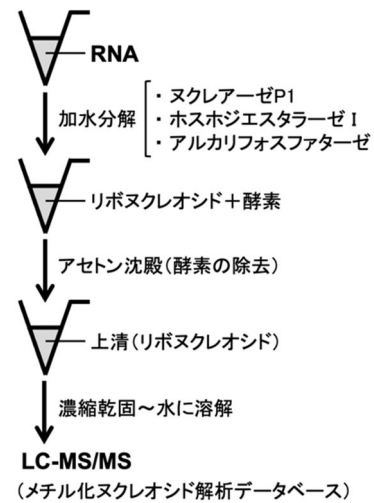 RNA
加水分解
・ヌクレアーゼP1
・ホスホジエスタラーゼ I
・アルカリフォスファターゼ
リボヌクレオシド＋酵素
アセトン沈殿（酵素の除去）
上清（リボヌクレオシド）
濃縮乾固～水に溶解
LC-MS/MS
（メチル化ヌクレオシド解析データベース）